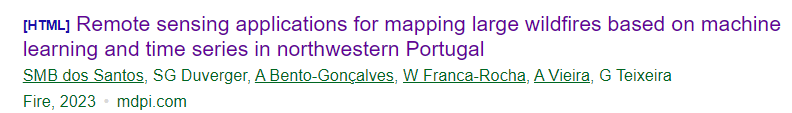 [HTML] Remote sensing applications for mapping large wildfires based on machine
learning and time series in northwestern Portugal
SMB dos Santos, SG Duverger, A Bento-Gonçalves, W Franca-Rocha, A Vieira, G Teixeira
Fire, 2023 • mdpi.com